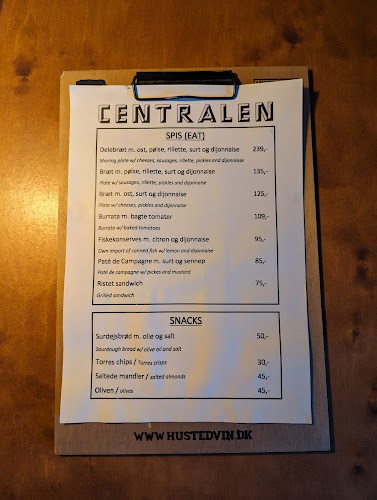 CENTRALEN
SPIS (EAT)
Delebræt m. ost, pølse, rillette, surt og dijonnaise 239,-
Sharing plate w/ cheeses, sausages, rillette, pickles and dijonnaise
Bræt m. pølse, rillette, surt og dijonnaise 135,-
Plate w/ sausages, rillette, pickles and dijonnaise
Bræt m. ost, surt og dijonnaise 125,-
Plate w/ cheeses, pickles and dijonnaise
Burrata m. bagte tomater 109,-
Burrata w/ baked tomatoes
Fiskekonserves m. citron og dijonnaise 95,-
Own import of canned fish w/ lemon and dijonnaise
Paté de Campagne m. surt og sennep 85,-
Paté de campagne w/ pickes and mustard
Ristet sandwich 75,-
Grilled sandwich
SNACKS
Surdejsbrød m. olie og salt 50,-
Sourdough bread w/ olive oil and salt
Torres chips / Torres crisps 30,-
Saltede mandler / salted almonds 45,-
Oliven / olives 45,-
WWW.HUSTEDVIN.DK